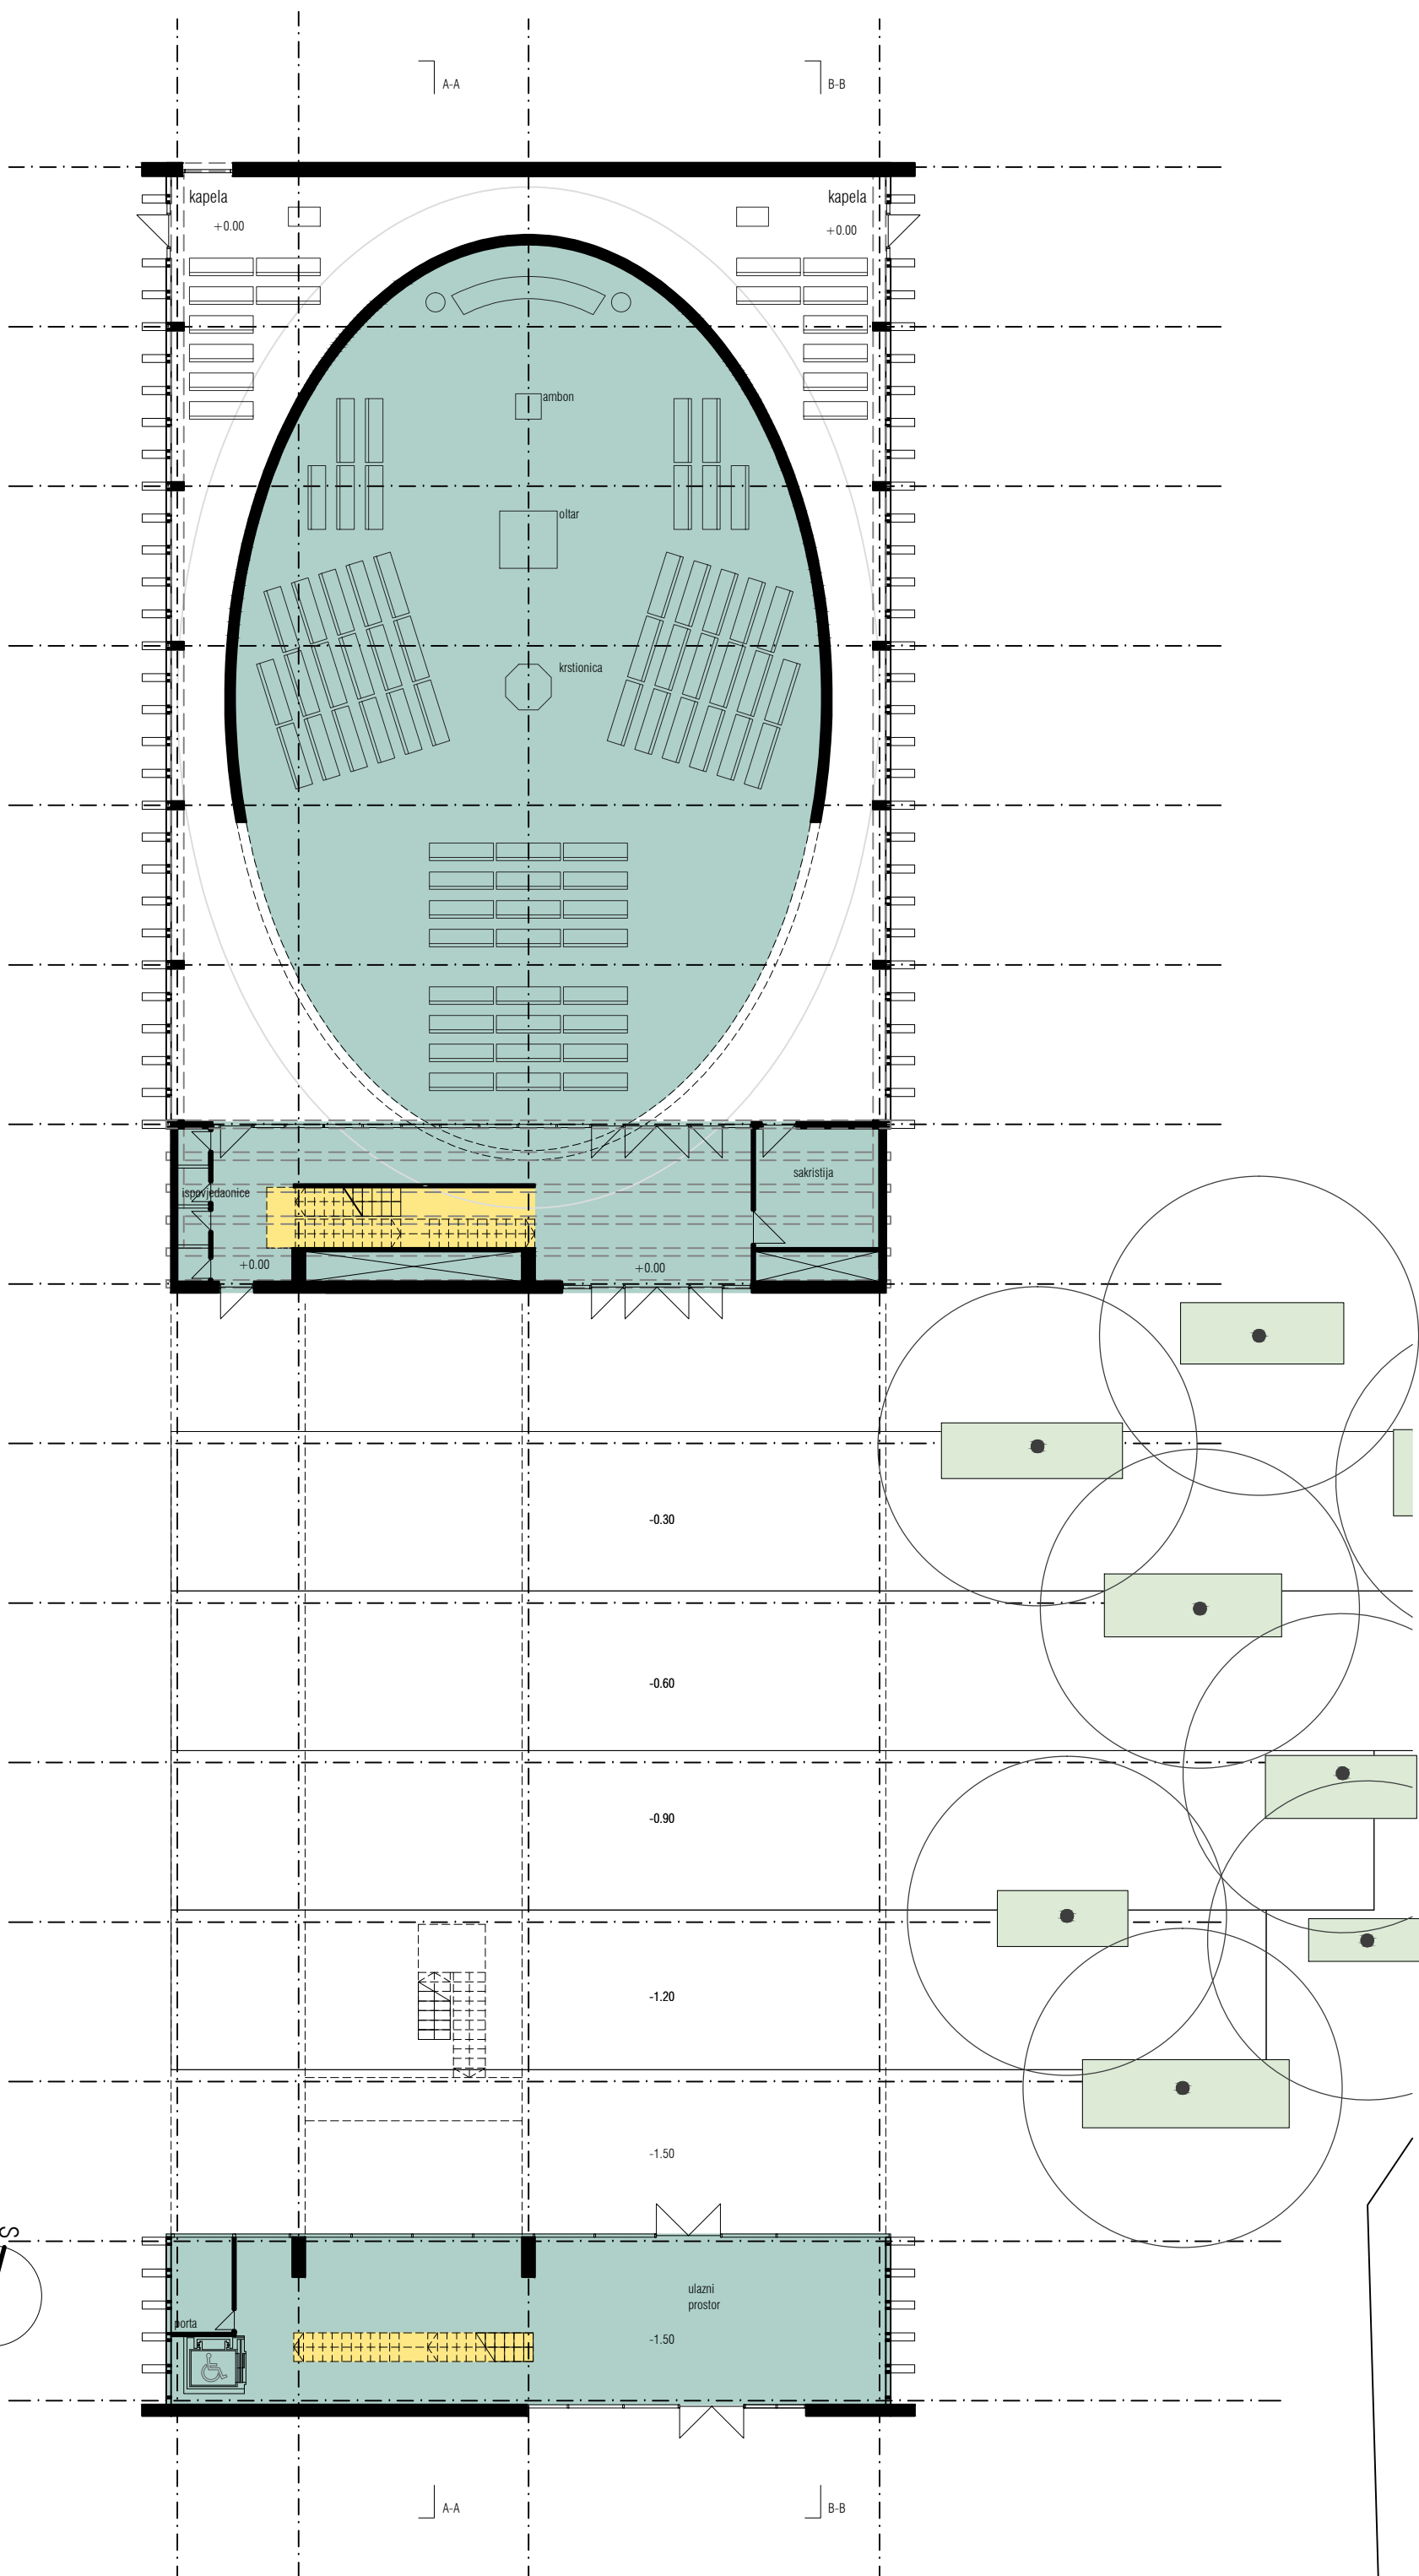 A-A
B-B
kapela
kapela
+0.00
+0.00
ambon
oltar
krstionica
sakristija
ispovjedaonice
+0.00
+0.00
-0.30
-0.60
-0.90
-1.20
-1.50
S
ulazni
prostor
porta
-1.50
A-A
B-B